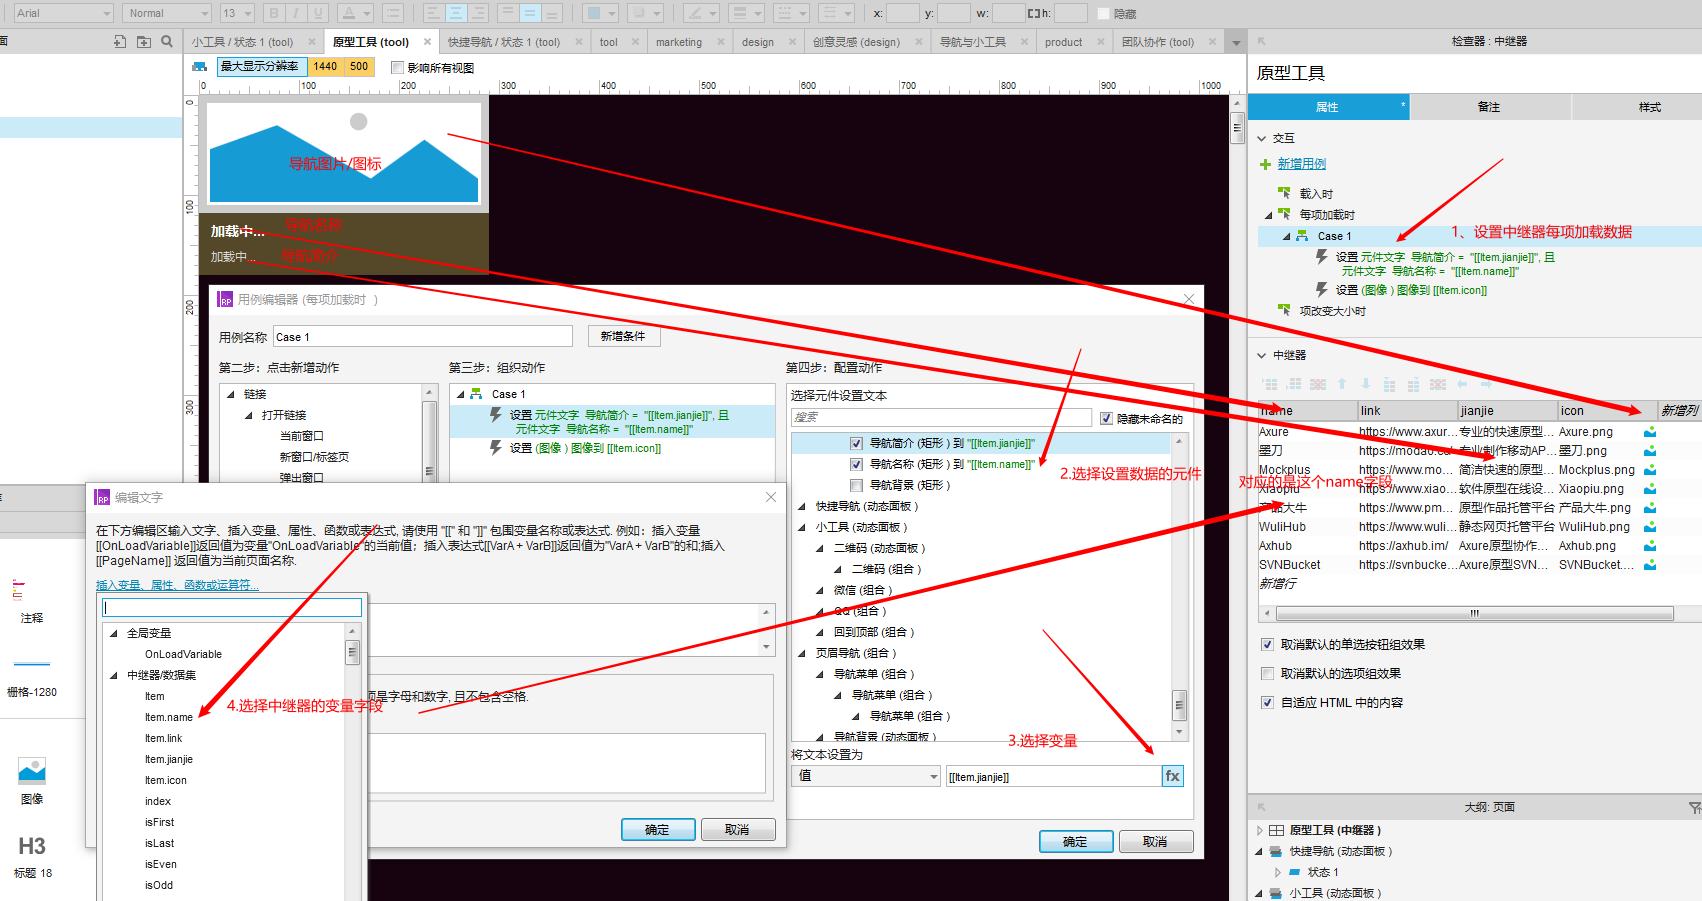 Arial Normal 13 B I U A x: y: w: h: 隐藏
面 小工具 / 状态 1 (tool) 原型工具 (tool) 快捷导航 / 状态 1 (tool) tool marketing design 创意灵感 (design) 导航与小工具 product 团队协作 (tool) 检查器：中继器
最大显示分辨率 1440 500 影响所有视图
原型工具
0 100 200 300 400 500 600 700 800 900 1000
属性 * 备注 样式
交互
新增用例
载入时
每项加载时
Case 1
1、设置中继器每项加载数据
设置 元件文字 导航简介 = "[[Item.jianjie]]", 且
元件文字 导航名称 = "[[Item.name]]"
设置 (图像 ) 图像到 [[Item.icon]]
项改变大小时
0
100
200
300
导航图片/图标
加载中... 导航名称
加载中... 导航简介
RP 用例编辑器 (每项加载时 )
用例名称 Case 1 新增条件
第二步：点击新增动作
链接
打开链接
当前窗口
新窗口/标签页
弹出窗口
第三步：组织动作
Case 1
设置 元件文字 导航简介 = "[[Item.jianjie]]", 且
元件文字 导航名称 = "[[Item.name]]"
设置 (图像 ) 图像到 [[Item.icon]]
第四步：配置动作
选择元件设置文本
搜索 隐藏未命名的
导航简介 (矩形 ) 到 "[[Item.jianjie]]"
导航名称 (矩形 ) 到 "[[Item.name]]"
2.选择设置数据的元件
导航背景 (矩形 )
快捷导航 (动态面板 )
小工具 (动态面板 )
二维码 (动态面板 )
二维码 (组合 )
微信 (组合 )
QQ (组合 )
回到顶部 (组合 )
页眉导航 (组合 )
导航菜单 (组合 )
导航菜单 (组合 )
导航菜单 (组合 )
导航背景 (动态面板 )
3.选择变量
将文本设置为
值 [[Item.jianjie]] fx
确定 取消
RP 编辑文字
在下方编辑区输入文字、插入变量、属性、函数或表达式, 请使用 "[[" 和 "]]" 包围变量名称或表达式. 例如：插入变量
[[OnLoadVariable]]返回值为变量"OnLoadVariable"的当前值；插入表达式[[VarA + VarB]]返回值为"VarA + VarB"的和;插入
[[PageName]] 返回值为当前页面名称.
插入变量、属性、函数或运算符...
全局变量
OnLoadVariable
中继器/数据集
Item
Item.name
Item.link
Item.jianjie
Item.icon
index
isFirst
isLast
isEven
isOdd
4.选择中继器的变量字段
页是字母和数字, 且不包含空格.
确定 取消
注释
栅格-1280
图像
H3
标题 18
中继器
name link jianjie icon 新增列
Axure https://www.axur... 专业的快速原型... Axure.png
墨刀 https://modao.cc/ 专业制作移动AP... 墨刀.png
Mockplus https://www.mo... 简洁快速的原型... Mockplus.png
Xiaopiu https://www.xiao... 软件原型在线设... Xiaopiu.png
对应的是这个name字段
产品大牛 https://www.pm... 原型作品托管平台 产品大牛.png
WuliHub https://www.wuli... 静态网页托管平台 WuliHub.png
Axhub https://axhub.im/ Axure原型协作... Axhub.png
SVNBucket https://svnbucke... Axure原型SVN... SVNBucket....
新增行
取消默认的单选按钮组效果
取消默认的选项组效果
自适应 HTML 中的内容
大纲: 页面
原型工具 (中继器 )
快捷导航 (动态面板 )
状态 1
小工具 (动态面板 )